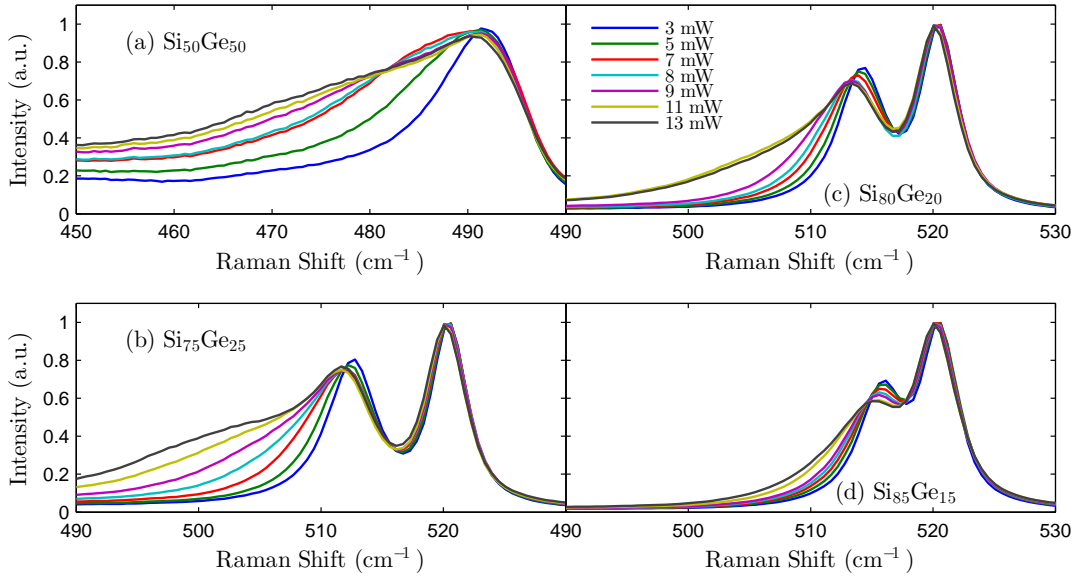 (a) Si₅₀Ge₅₀
Intensity (a.u.)
1
0.8
0.6
0.4
0.2
0
450 460 470 480 490
Raman Shift (cm⁻¹)
3 mW
5 mW
7 mW
8 mW
9 mW
11 mW
13 mW
(c) Si₈₀Ge₂₀
490 500 510 520 530
Raman Shift (cm⁻¹)
(b) Si₇₅Ge₂₅
Intensity (a.u.)
1
0.8
0.6
0.4
0.2
0
490 500 510 520
Raman Shift (cm⁻¹)
(d) Si₈₅Ge₁₅
490 500 510 520 530
Raman Shift (cm⁻¹)